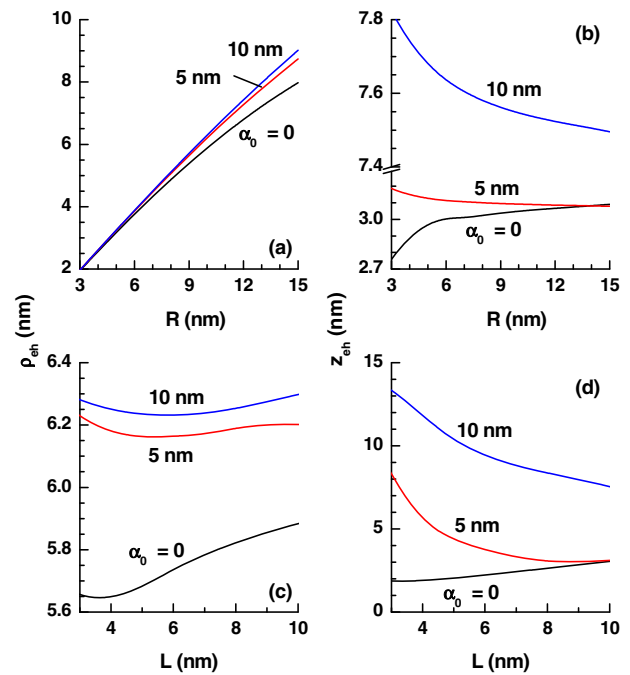 10
8
6
4
2
10 nm
5 nm
α₀ = 0
(a)
3 6 9 12 15
R (nm)
7.8
7.6
7.4
3.0
2.7
(b)
10 nm
5 nm
α₀ = 0
3 6 9 12 15
R (nm)
ρeh (nm)
zeh (nm)
6.4
6.2
6.0
5.8
5.6
10 nm
5 nm
α₀ = 0
(c)
4 6 8 10
L (nm)
15
10
5
0
(d)
10 nm
5 nm
α₀ = 0
4 6 8 10
L (nm)